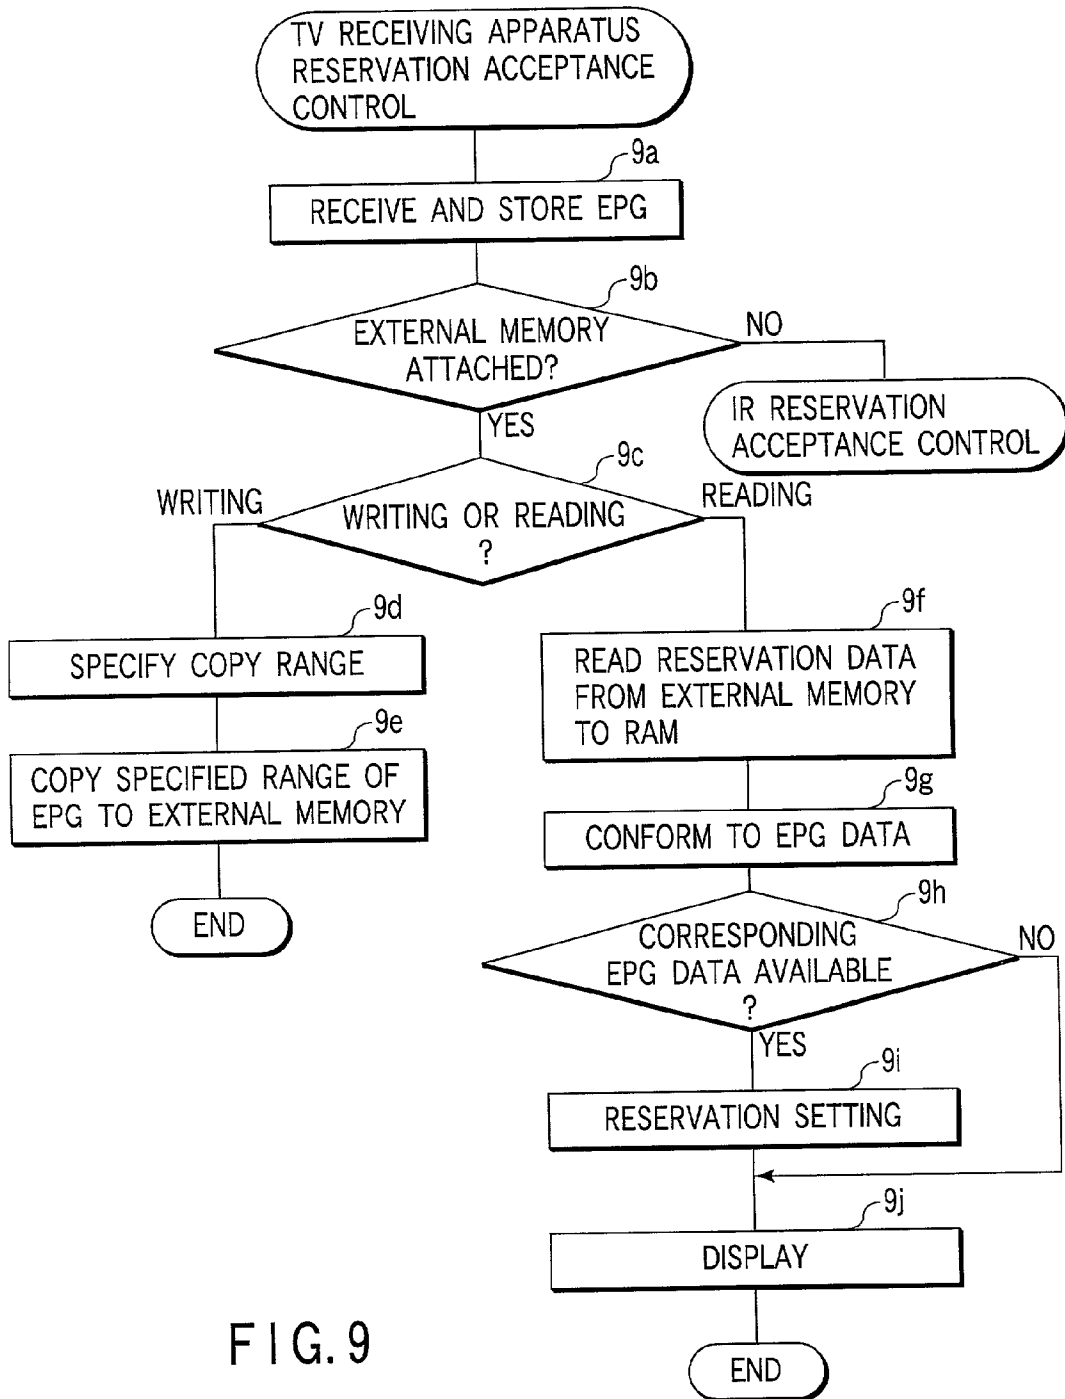 TV RECEIVING APPARATUS
RESERVATION ACCEPTANCE
CONTROL
9a
RECEIVE AND STORE EPG
9b
EXTERNAL MEMORY
ATTACHED?
NO
YES
IR RESERVATION
ACCEPTANCE CONTROL
9c
WRITING
WRITING OR READING
?
READING
9d
SPECIFY COPY RANGE
9e
COPY SPECIFIED RANGE OF
EPG TO EXTERNAL MEMORY
END
9f
READ RESERVATION DATA
FROM EXTERNAL MEMORY
TO RAM
9g
CONFORM TO EPG DATA
9h
CORRESPONDING
EPG DATA AVAILABLE
?
NO
YES
9i
RESERVATION SETTING
9j
DISPLAY
END
FIG. 9